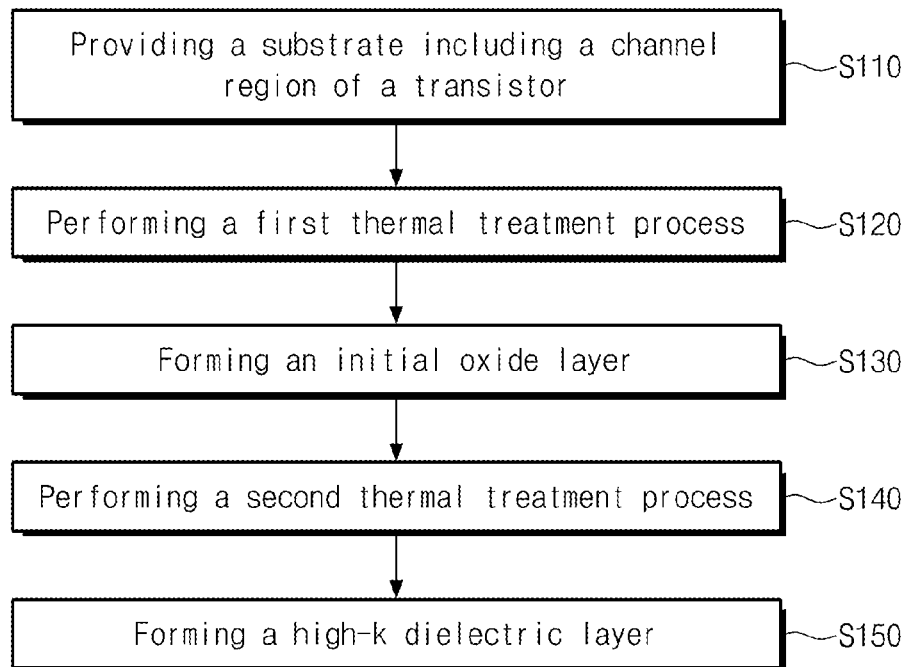 Providing a substrate including a channel
region of a transistor
S110
Performing a first thermal treatment process
S120
Forming an initial oxide layer
S130
Performing a second thermal treatment process
S140
Forming a high-k dielectric layer
S150